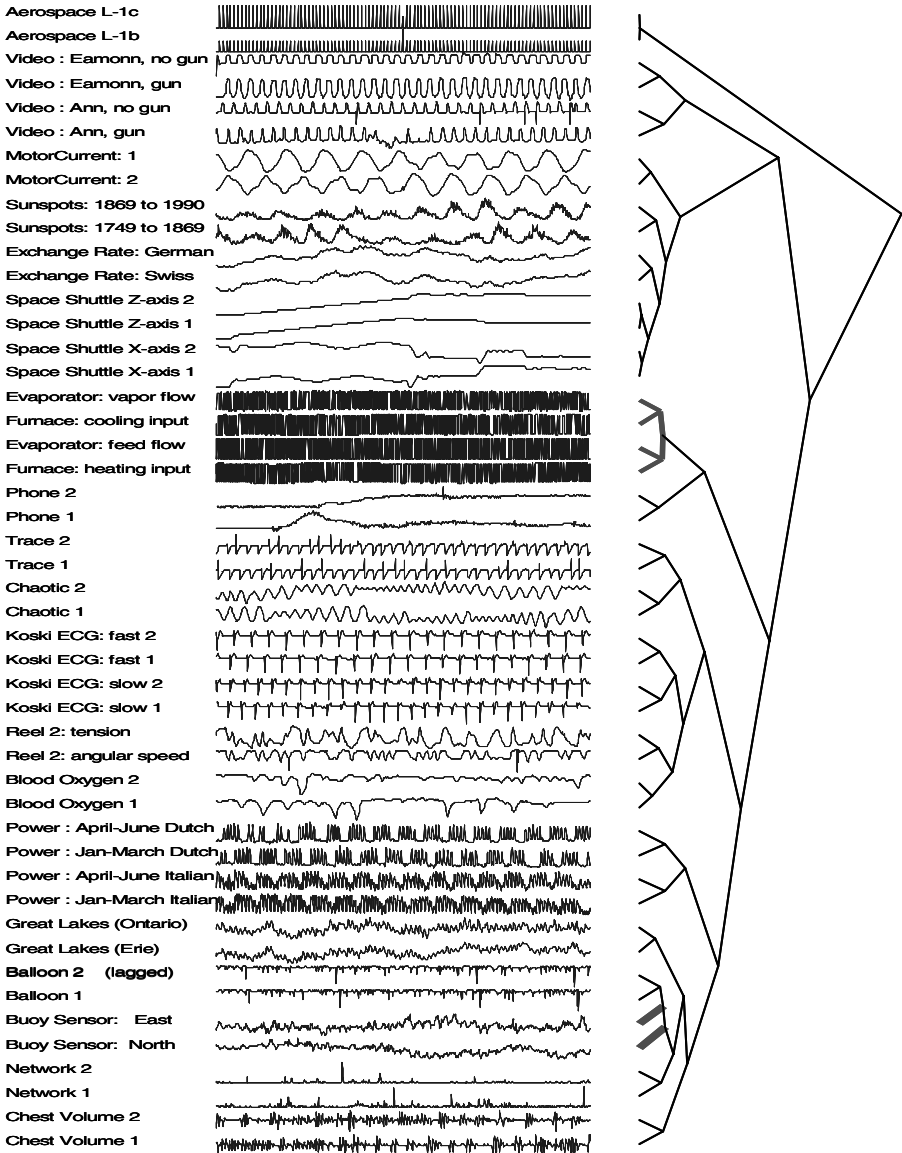 Aerospace L-1c
Aerospace L-1b
Video : Eamonn, no gun
Video : Eamonn, gun
Video : Ann, no gun
Video : Ann, gun
MotorCurrent: 1
MotorCurrent: 2
Sunspots: 1869 to 1990
Sunspots: 1749 to 1869
Exchange Rate: German
Exchange Rate: Swiss
Space Shuttle Z-axis 2
Space Shuttle Z-axis 1
Space Shuttle X-axis 2
Space Shuttle X-axis 1
Evaporator: vapor flow
Furnace: cooling input
Evaporator: feed flow
Furnace: heating input
Phone 2
Phone 1
Trace 2
Trace 1
Chaotic 2
Chaotic 1
Koski ECG: fast 2
Koski ECG: fast 1
Koski ECG: slow 2
Koski ECG: slow 1
Reel 2: tension
Reel 2: angular speed
Blood Oxygen 2
Blood Oxygen 1
Power : April-June Dutch
Power : Jan-March Dutch
Power : April-June Italian
Power : Jan-March Italian
Great Lakes (Ontario)
Great Lakes (Erie)
Balloon 2 (lagged)
Balloon 1
Buoy Sensor: East
Buoy Sensor: North
Network 2
Network 1
Chest Volume 2
Chest Volume 1